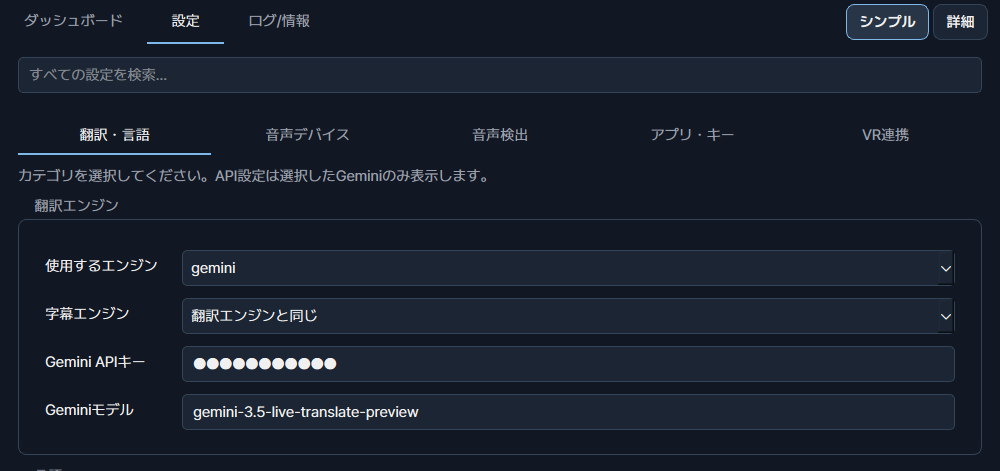 ダッシュボード 設定 ログ/情報 シンプル 詳細
すべての設定を検索...
翻訳・言語 音声デバイス 音声検出 アプリ・キー VR連携
カテゴリを選択してください。API設定は選択したGeminiのみ表示します。
翻訳エンジン
使用するエンジン gemini
字幕エンジン 翻訳エンジンと同じ
Gemini APIキー ●●●●●●●●●●●
Geminiモデル gemini-3.5-live-translate-preview